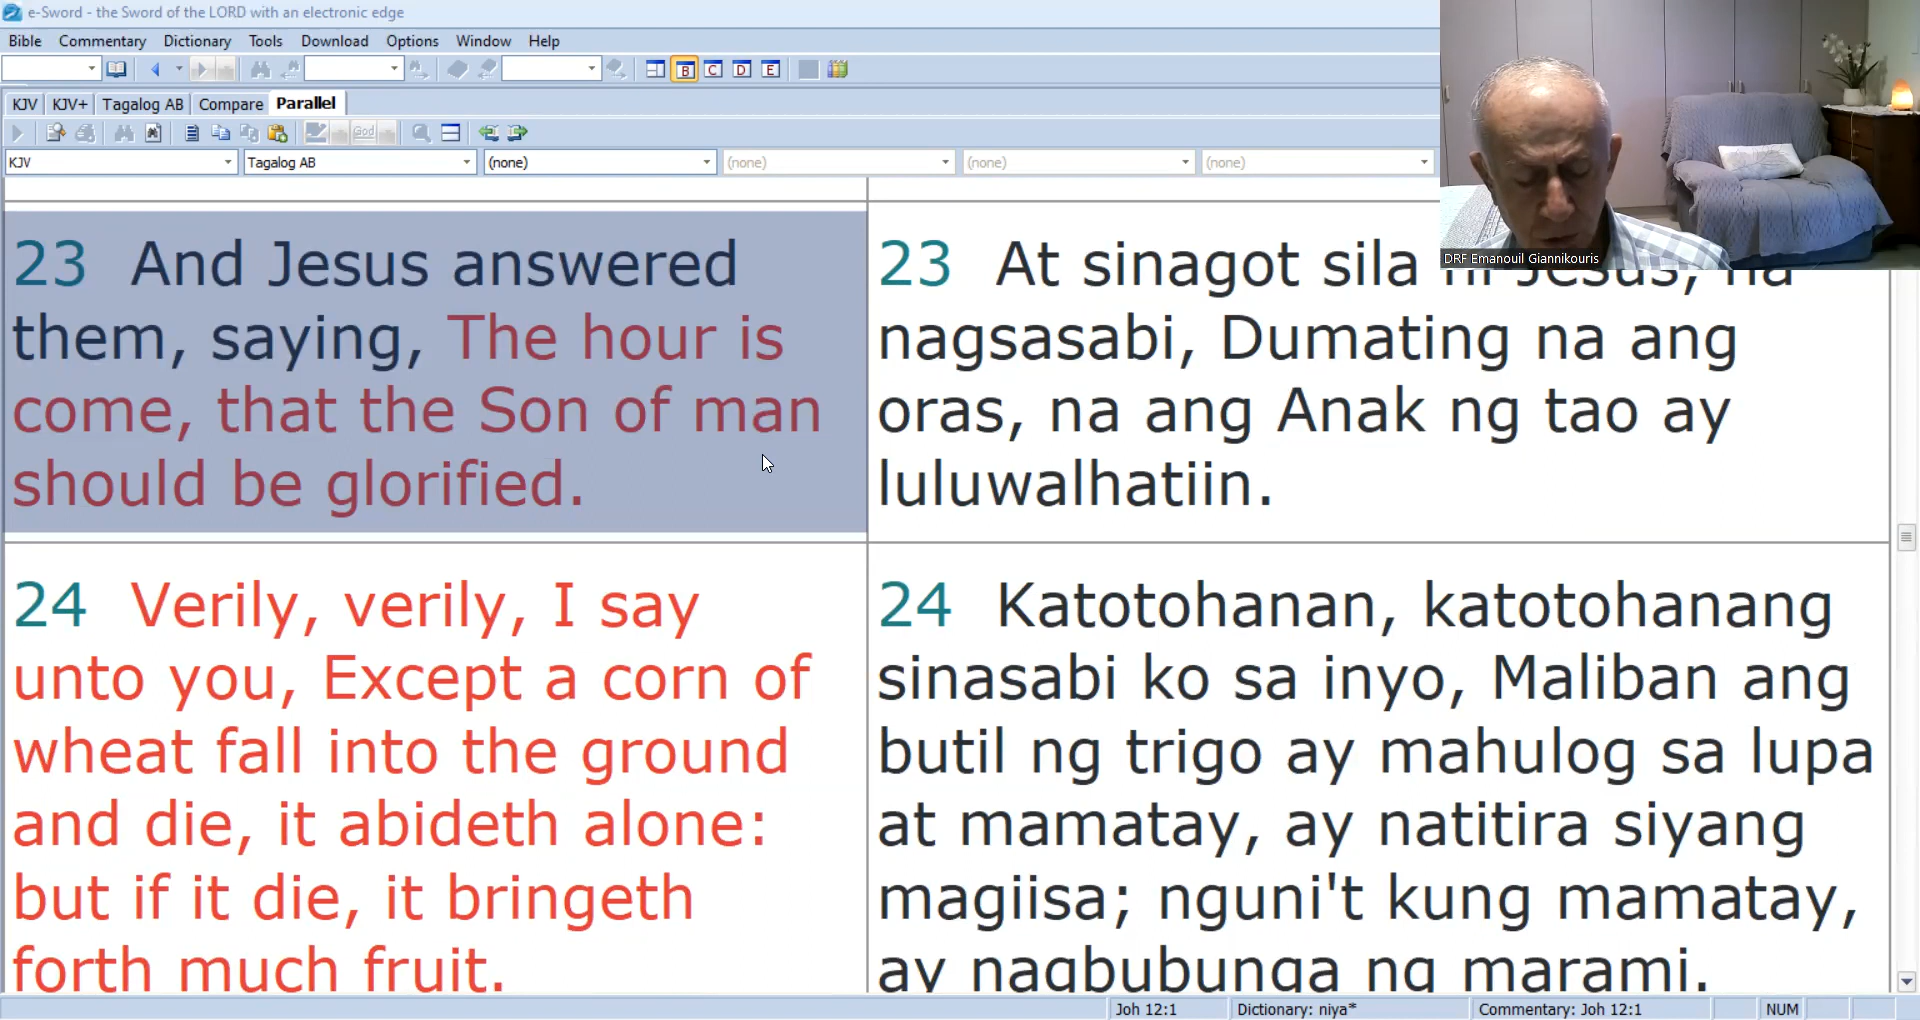 e-Sword - the Sword of the LORD with an electronic edge
Bible Commentary Dictionary Tools Download Options Window Help
B C D E
KJV KJV+ Tagalog AB Compare Parallel
God
KJV Tagalog AB (none) (none) (none) (none)
DRF Emanouil Giannikouris
23 And Jesus answered
them, saying, The hour is
come, that the Son of man
should be glorified.
24 Verily, verily, I say
unto you, Except a corn of
wheat fall into the ground
and die, it abideth alone:
but if it die, it bringeth
forth much fruit.
23 At sinagot sila ni Jesus, na
nagsasabi, Dumating na ang
oras, na ang Anak ng tao ay
luluwalhatiin.
24 Katotohanan, katotohanang
sinasabi ko sa inyo, Maliban ang
butil ng trigo ay mahulog sa lupa
at mamatay, ay natitira siyang
magiisa; nguni't kung mamatay,
ay nagbubunga ng marami.
Joh 12:1 Dictionary: niya* Commentary: Joh 12:1 NUM